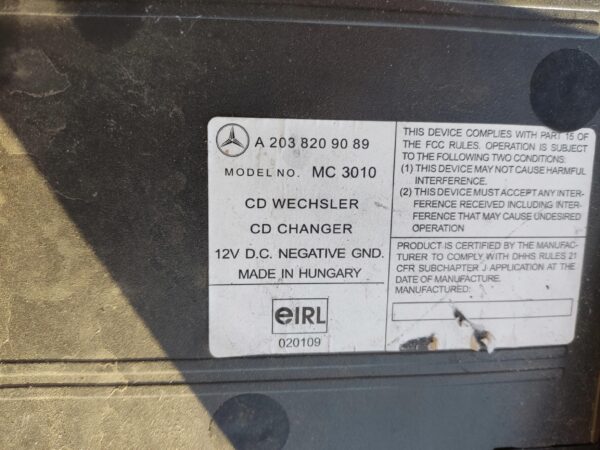 A 203 820 90 89
MODEL NO. MC 3010
CD WECHSLER
CD CHANGER
12V D.C. NEGATIVE GND.
MADE IN HUNGARY
eIRL
020109
THIS DEVICE COMPLIES WITH PART 15 OF
THE FCC RULES. OPERATION IS SUBJECT
TO THE FOLLOWING TWO CONDITIONS:
(1) THIS DEVICE MAY NOT CAUSE HARMFUL
INTERFERENCE.
(2) THIS DEVICE MUST ACCEPT ANY INTER-
FERENCE RECEIVED INCLUDING INTER-
FERENCE THAT MAY CAUSE UNDESIRED
OPERATION
PRODUCT IS CERTIFIED BY THE MANUFAC-
TURER TO COMPLY WITH DHHS RULES 21
CFR SUBCHAPTER J APPLICATION AT THE
DATE OF MANUFACTURE.
MANUFACTURED: